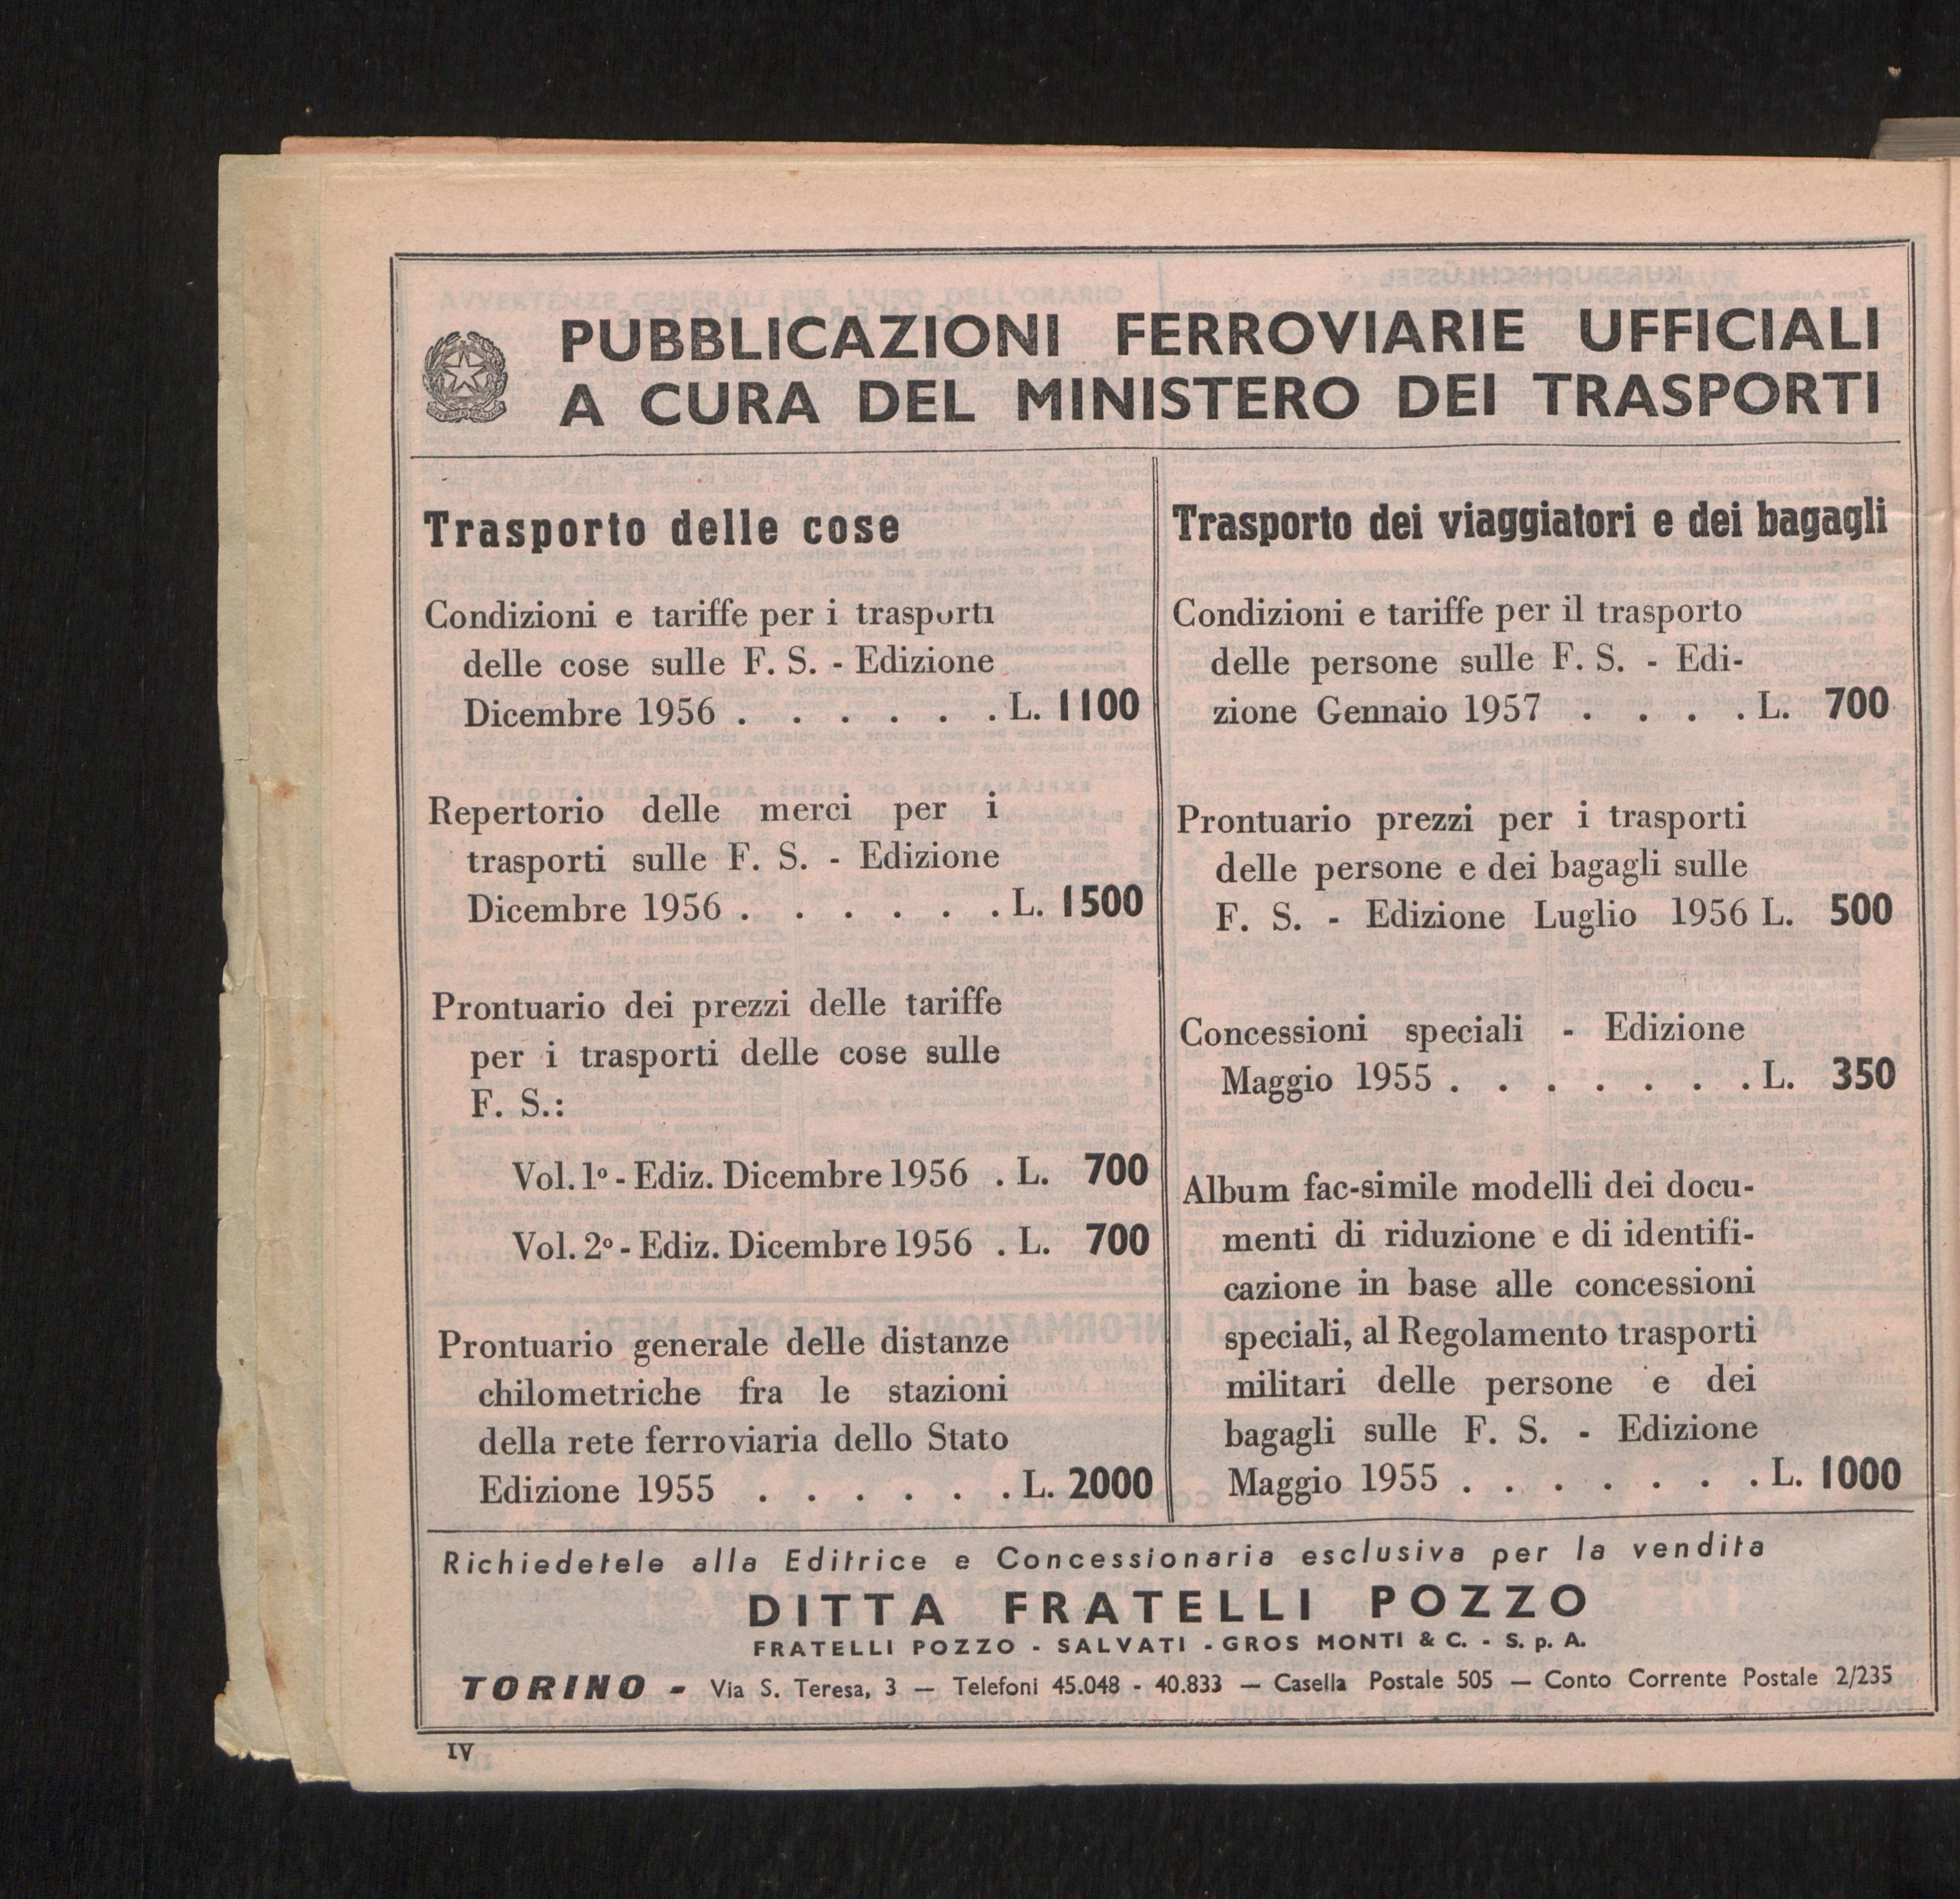 PUBBLICAZIONI FERROVIARIE UFFICIALI
A CURA DEL MINISTERO DEI TRASPORTI
Trasporto delle cose
Condizioni e tariffe per i trasporti
delle cose sulle F. S. - Edizione
Dicembre 1956 . . . . . . L. 1100
Repertorio delle merci per i
trasporti sulle F. S. - Edizione
Dicembre 1956 . . . . . . L. 1500
Prontuario dei prezzi delle tariffe
per i trasporti delle cose sulle
F. S.:
Vol. 1º - Ediz. Dicembre 1956 . L. 700
Vol. 2º - Ediz. Dicembre 1956 . L. 700
Prontuario generale delle distanze
chilometriche fra le stazioni
della rete ferroviaria dello Stato
Edizione 1955 . . . . . . L. 2000
Trasporto dei viaggiatori e dei bagagli
Condizioni e tariffe per il trasporto
delle persone sulle F. S. - Edi-
zione Gennaio 1957 . . . . L. 700
Prontuario prezzi per i trasporti
delle persone e dei bagagli sulle
F. S. - Edizione Luglio 1956 L. 500
Concessioni speciali - Edizione
Maggio 1955 . . . . . . . L. 350
Album fac-simile modelli dei docu-
menti di riduzione e di identifi-
cazione in base alle concessioni
speciali, al Regolamento trasporti
militari delle persone e dei
bagagli sulle F. S. - Edizione
Maggio 1955 . . . . . . . L. 1000
Richiedetele alla Editrice e Concessionaria esclusiva per la vendita
DITTA FRATELLI POZZO
FRATELLI POZZO - SALVATI - GROS MONTI & C. - S. p. A.
TORINO - Via S. Teresa, 3 — Telefoni 45.048 - 40.833 — Casella Postale 505 — Conto Corrente Postale 2/235
IV